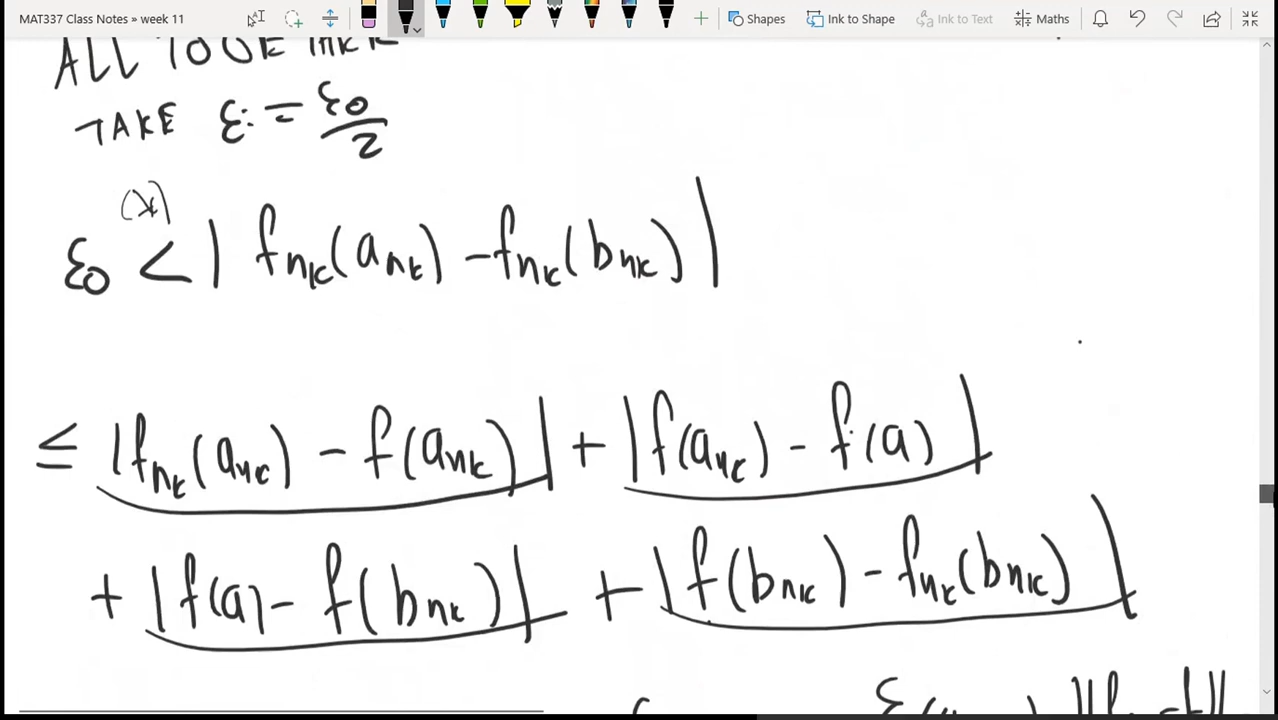 MAT337 Class Notes » week 11
Shapes Ink to Shape Ink to Text Maths
ALL TOGETHER
TAKE ε := ε₀/2
(*)
ε₀ < | f_{n_k}(a_{n_k}) - f_{n_k}(b_{n_k}) |
≤ |f_{n_k}(a_{n_k}) - f(a_{n_k})| + |f(a_{n_k}) - f(a)|
+ |f(a) - f(b_{n_k})| + |f(b_{n_k}) - f_{n_k}(b_{n_k})|